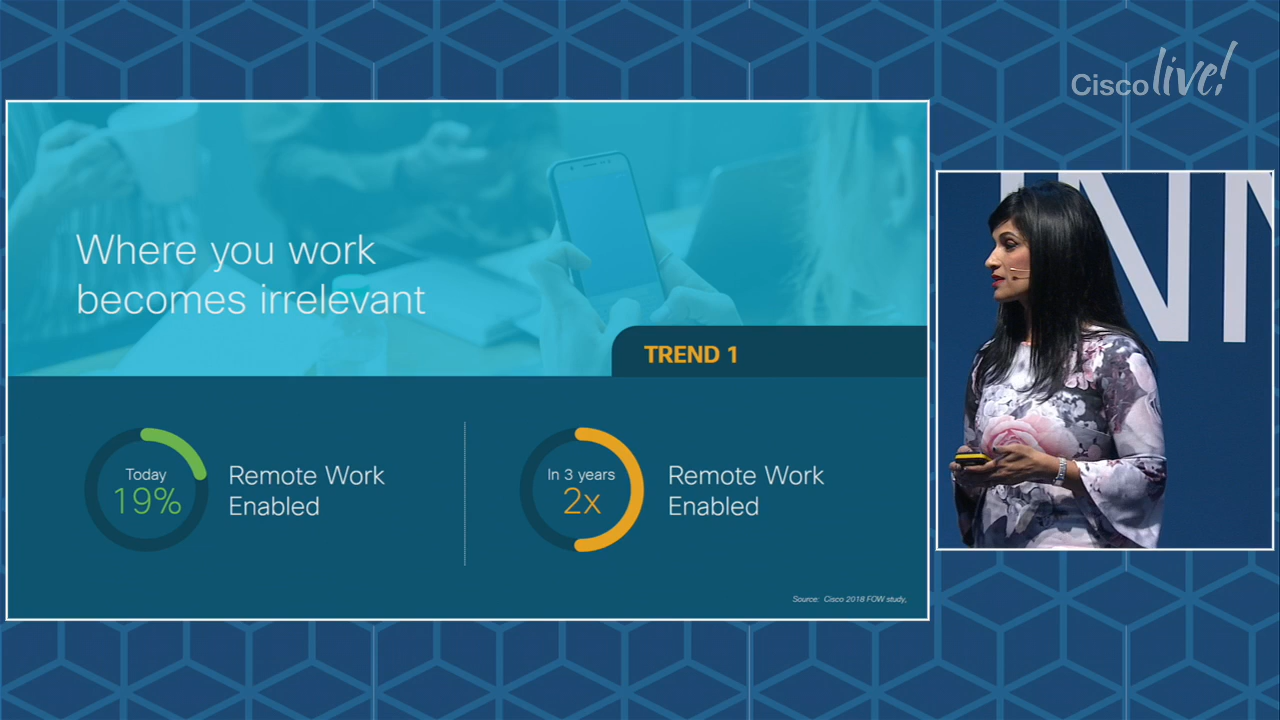 Cisco live!
Where you work
becomes irrelevant
TREND 1
Today
19%
Remote Work
Enabled
In 3 years
2x
Remote Work
Enabled
Source: Cisco 2018 FOW study,